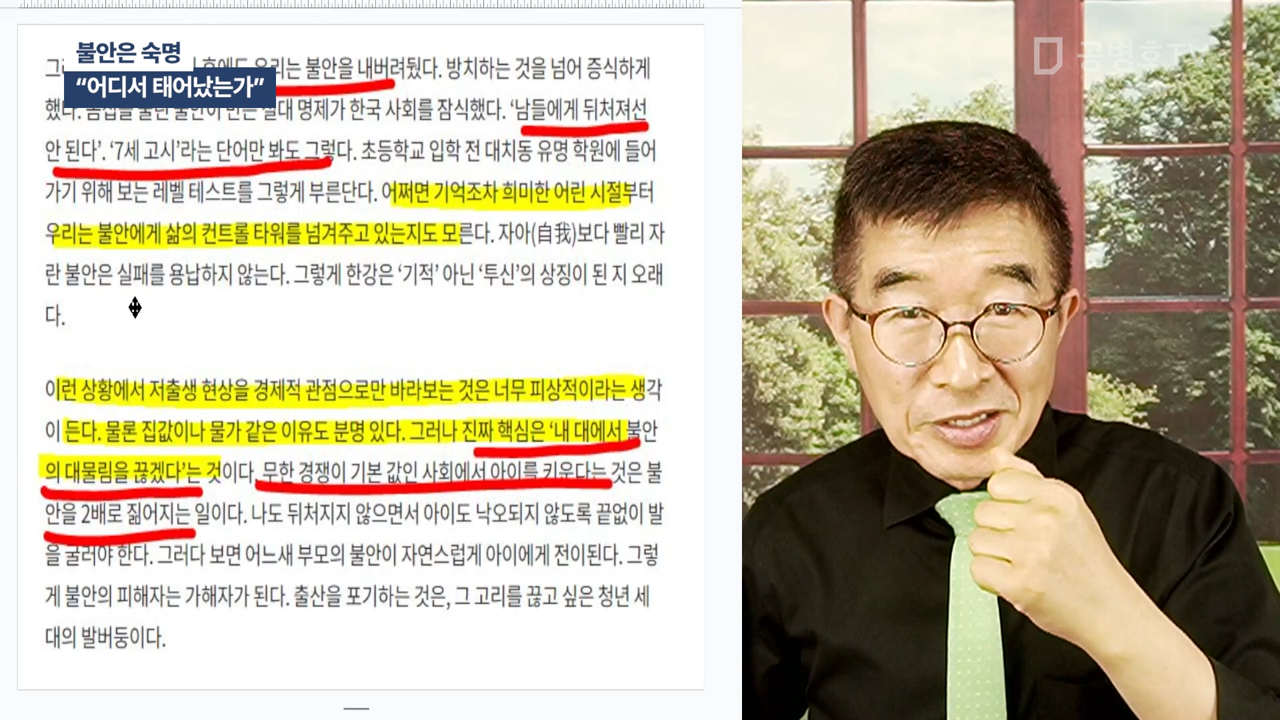 불안은 숙명
“어디서 태어났는가”
공병호TV
우리는 불안을 내버려뒀다. 방치하는 것을 넘어 증식하게
했다. 명제가 한국 사회를 잠식했다. ‘남들에게 뒤처져선
안 된다’. ‘7세 고시’라는 단어만 봐도 그렇다. 초등학교 입학 전 대치동 유명 학원에 들어
가기 위해 보는 레벨 테스트를 그렇게 부른단다. 어쩌면 기억조차 희미한 어린 시절부터
우리는 불안에게 삶의 컨트롤 타워를 넘겨주고 있는지도 모른다. 자아(自我)보다 빨리 자
란 불안은 실패를 용납하지 않는다. 그렇게 한강은 ‘기적’ 아닌 ‘투신’의 상징이 된 지 오래
다.
이런 상황에서 저출생 현상을 경제적 관점으로만 바라보는 것은 너무 피상적이라는 생각
이 든다. 물론 집값이나 물가 같은 이유도 분명 있다. 그러나 진짜 핵심은 ‘내 대에서 불안
의 대물림을 끊겠다’는 것이다. 무한 경쟁이 기본 값인 사회에서 아이를 키운다는 것은 불
안을 2배로 짊어지는 일이다. 나도 뒤처지지 않으면서 아이도 낙오되지 않도록 끝없이 발
을 굴러야 한다. 그러다 보면 어느새 부모의 불안이 자연스럽게 아이에게 전이된다. 그렇
게 불안의 피해자는 가해자가 된다. 출산을 포기하는 것은, 그 고리를 끊고 싶은 청년 세
대의 발버둥이다.